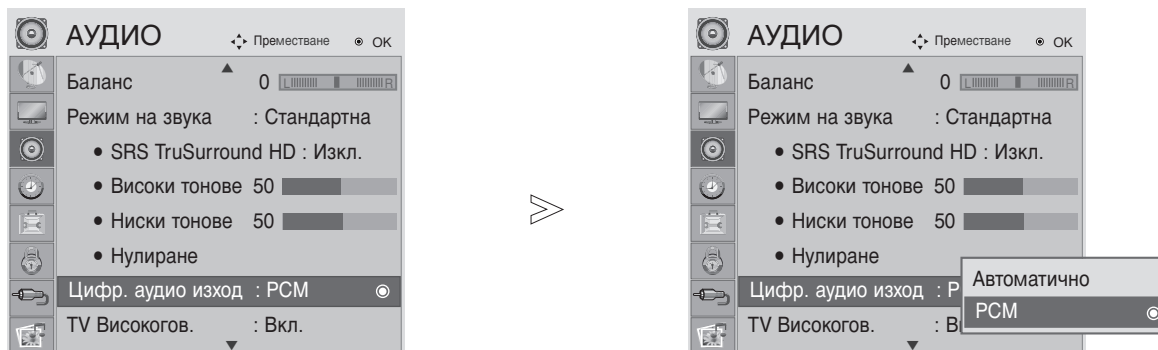 АУДИО Преместване ОК
Баланс 0 L R
Режим на звука : Стандартна
• SRS TruSurround HD : Изкл.
• Високи тонове 50
• Ниски тонове 50
• Нулиране
Цифр. аудио изход : PCM
TV Високогов. : Вкл.
АУДИО Преместване ОК
Баланс 0 L R
Режим на звука : Стандартна
• SRS TruSurround HD : Изкл.
• Високи тонове 50
• Ниски тонове 50
• Нулиране
Цифр. аудио изход : P
TV Високогов. : В
Автоматично
PCM